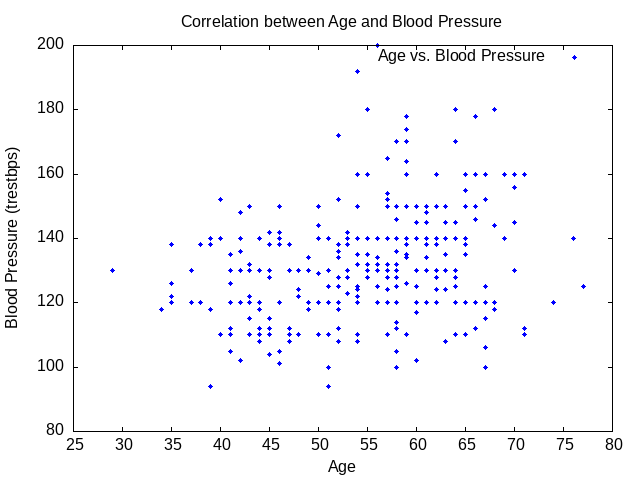 Correlation between Age and Blood Pressure
Age vs. Blood Pressure
Blood Pressure (trestbps)
200
180
160
140
120
100
80
25 30 35 40 45 50 55 60 65 70 75 80
Age